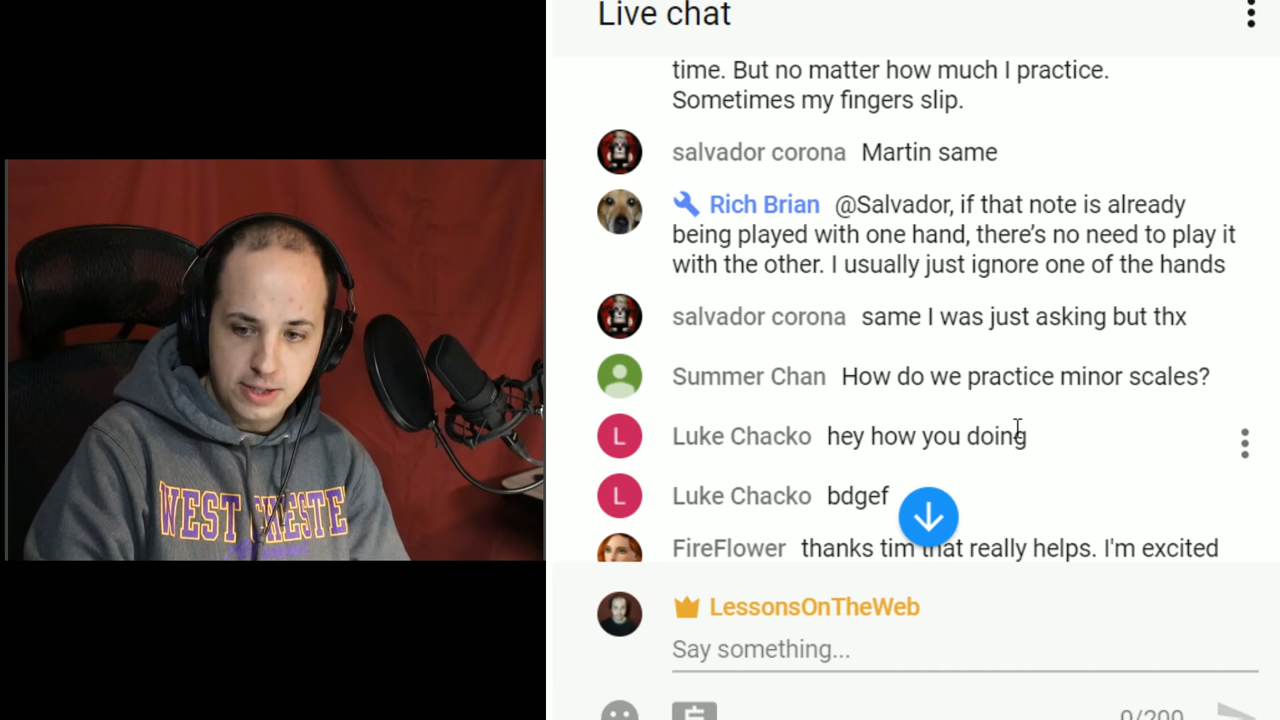 Live chat
time. But no matter how much I practice.
Sometimes my fingers slip.
salvador corona Martin same
Rich Brian @Salvador, if that note is already
being played with one hand, there's no need to play it
with the other. I usually just ignore one of the hands
salvador corona same I was just asking but thx
Summer Chan How do we practice minor scales?
L Luke Chacko hey how you doing
L Luke Chacko bdgef
FireFlower thanks tim that really helps. I'm excited
LessonsOnTheWeb
Say something...
0/200
WEST CHESTE